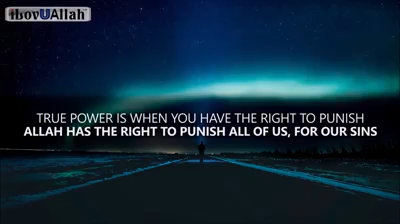 ilovUAllah
TRUE POWER IS WHEN YOU HAVE THE RIGHT TO PUNISH
ALLAH HAS THE RIGHT TO PUNISH ALL OF US, FOR OUR SINS